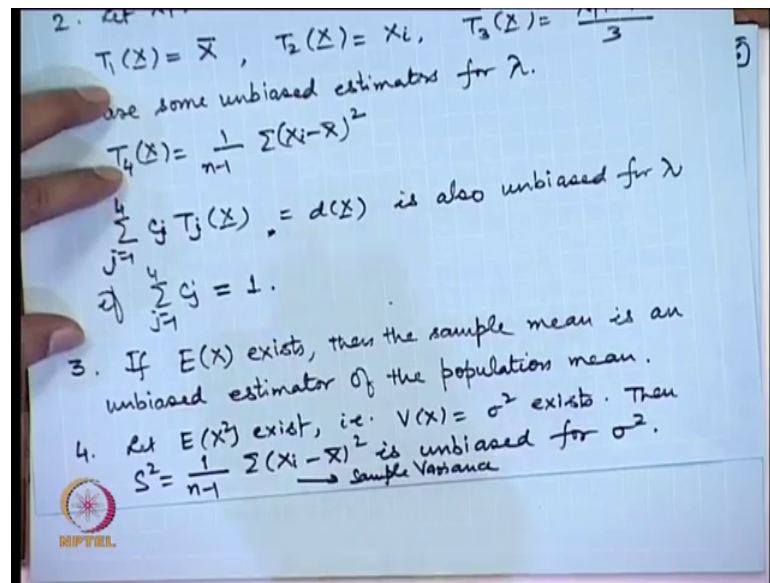 2. Let
T₁(X) = X̄ , T₂(X) = Xi, T₃(X) = 3
are some unbiased estimators for λ.
T₄(X) = 1/(n-1) Σ(Xi-X̄)²
Σ_{j=1}^{4} cj Tj(X) = d(X) is also unbiased for λ
if Σ_{j=1}^{4} cj = 1.
3. If E(X) exists, then the sample mean is an
unbiased estimator of the population mean.
4. Let E(X²) exist, i.e. V(X) = σ² exists. Then
S² = 1/(n-1) Σ(Xi - X̄)² is unbiased for σ².
→ Sample Variance
NPTEL